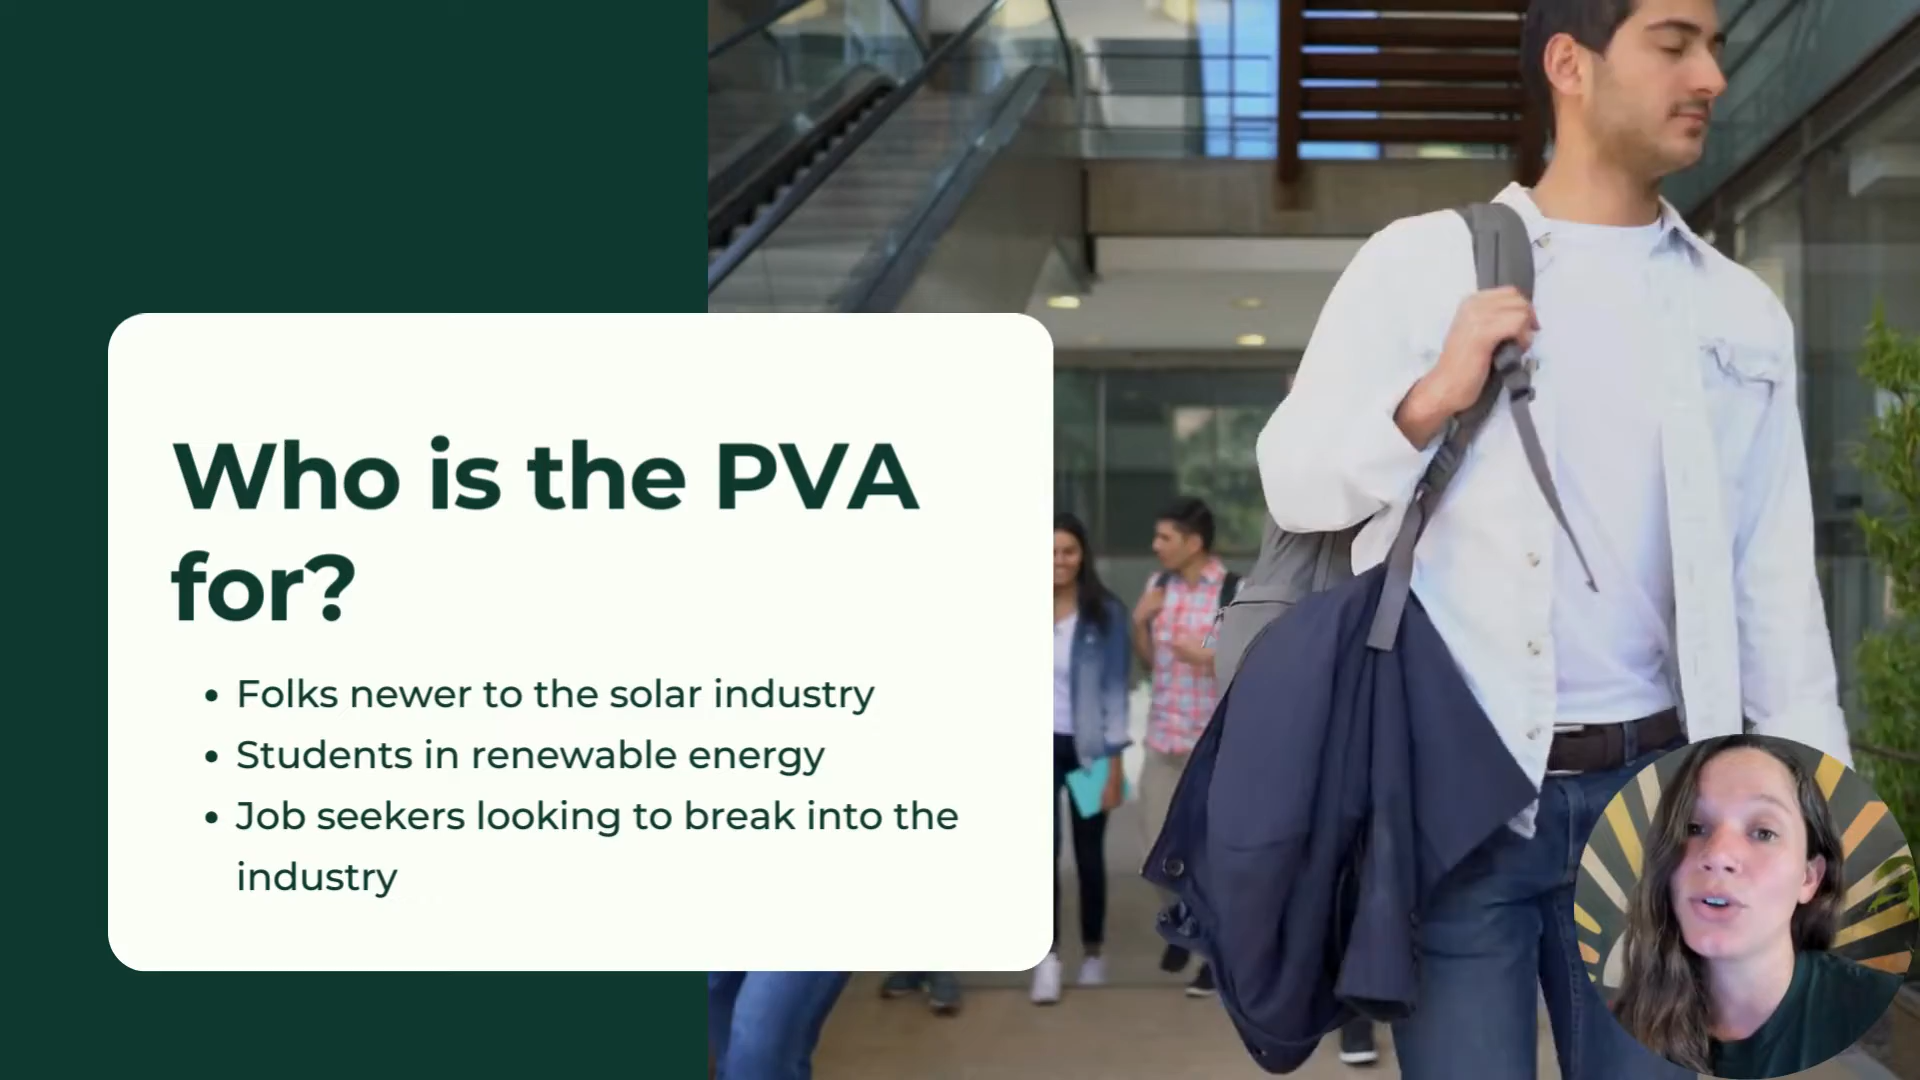 Who is the PVA
for?
• Folks newer to the solar industry
• Students in renewable energy
• Job seekers looking to break into the
industry